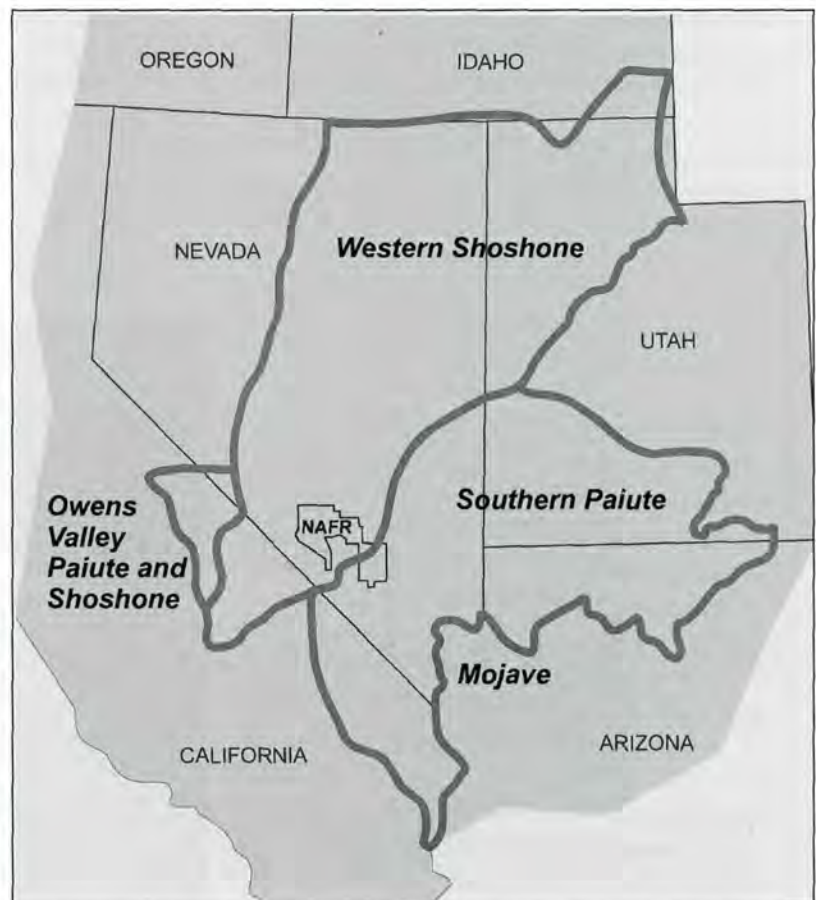 OREGON
IDAHO
NEVADA
Western Shoshone
UTAH
Owens
Valley
Paiute and
Shoshone
NAFR
Southern Paiute
Mojave
CALIFORNIA
ARIZONA